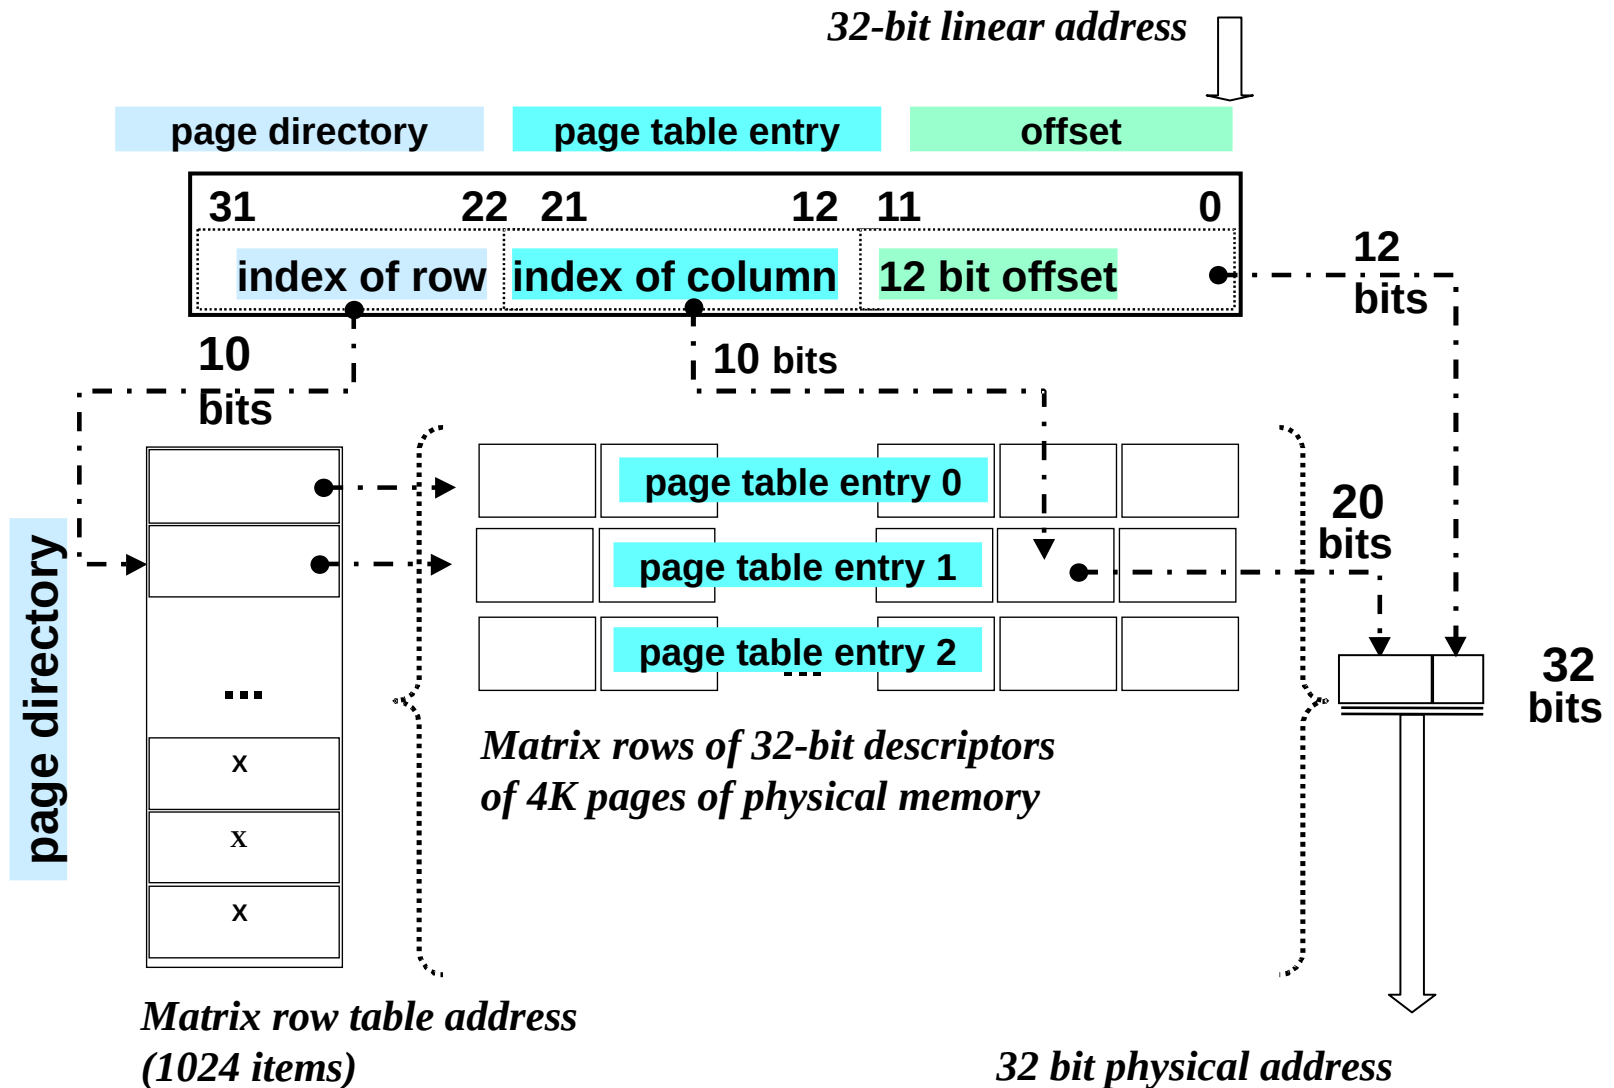 32-bit linear address
page directory
page table entry
offset
31
22
21
12
11
0
index of row
index of column
12 bit offset
12
bits
10
bits
10 bits
page table entry 0
page table entry 1
page table entry 2
...
20
bits
32
bits
page directory
...
x
x
x
Matrix rows of 32-bit descriptors
of 4K pages of physical memory
Matrix row table address
(1024 items)
32 bit physical address